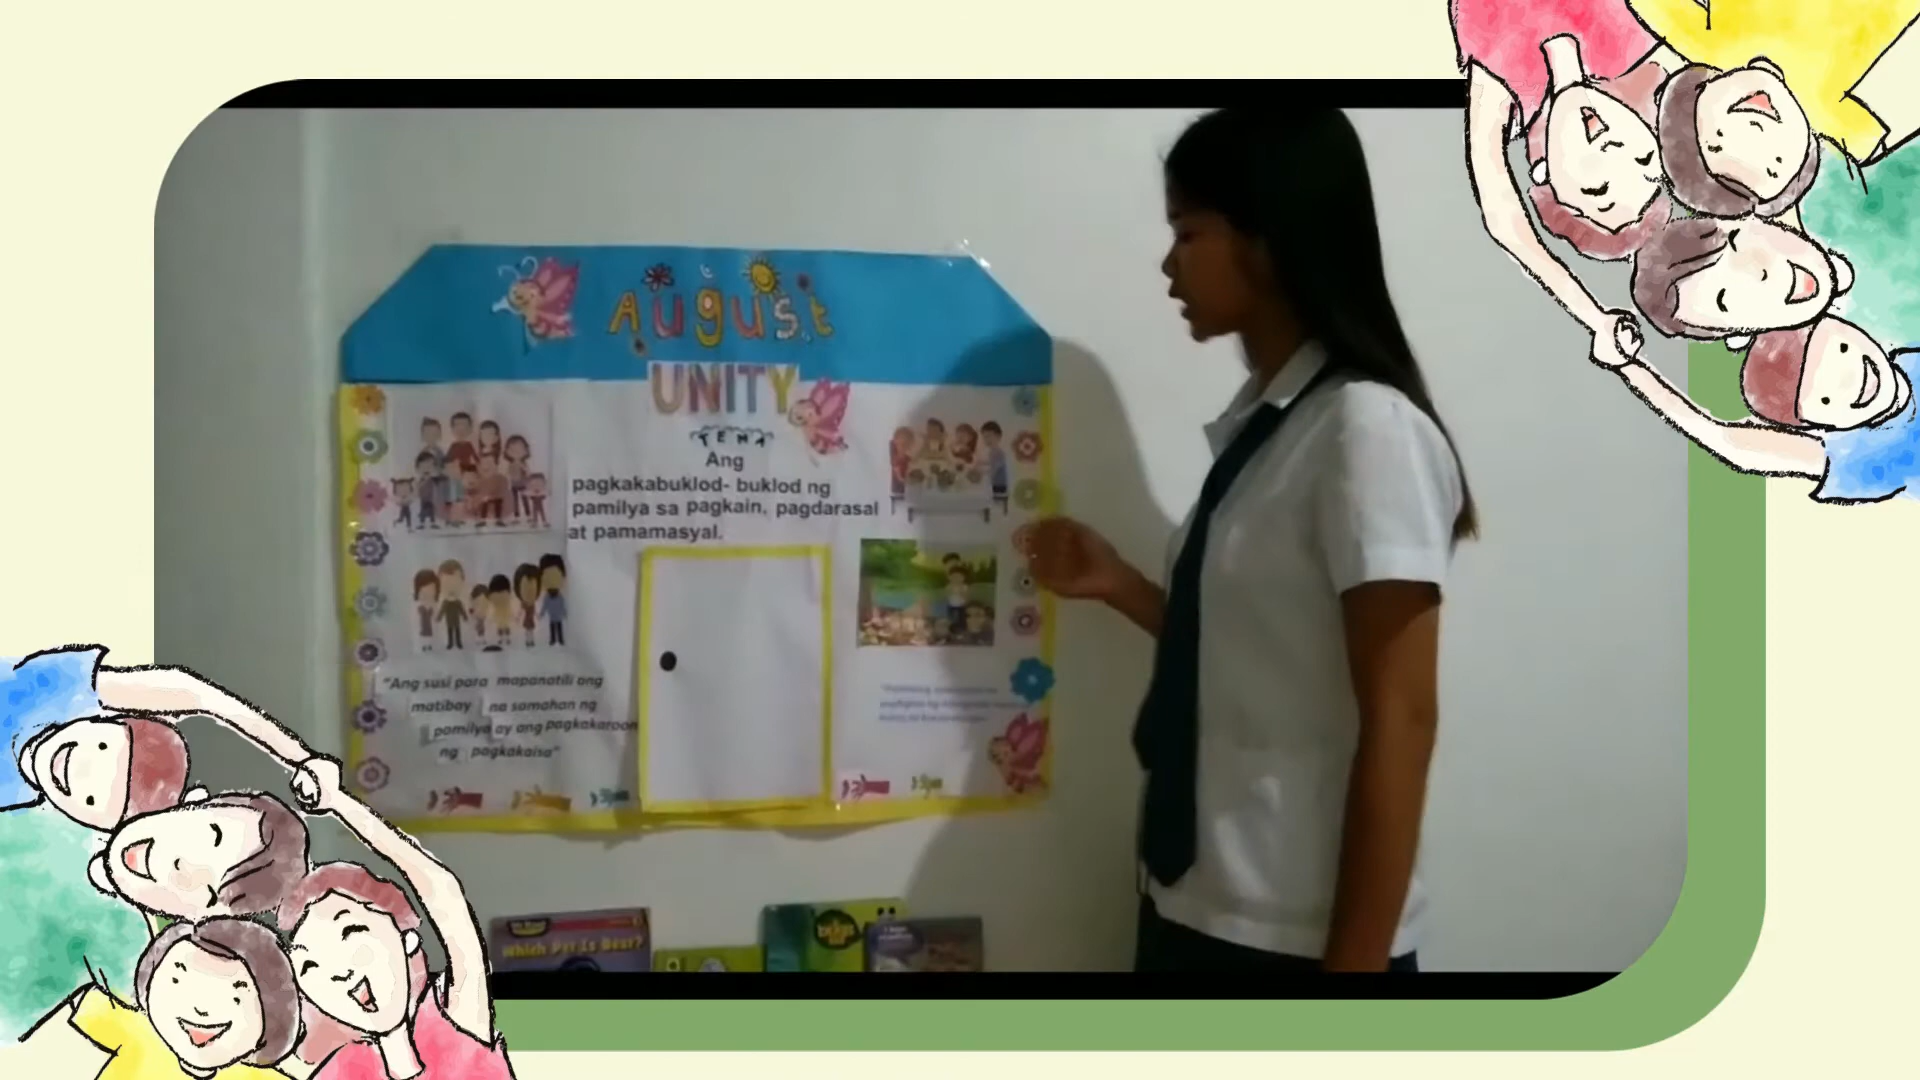 August
UNITY
TEMA
Ang
pagkakabuklod- buklod ng
pamilya sa pagkain, pagdarasal
at pamamasyal.
"Ang susi para mapanatili ang
matibay na samahan ng
pamilya ay ang pagkakaroon
ng pagkakaisa"
Which Pet Is Best?